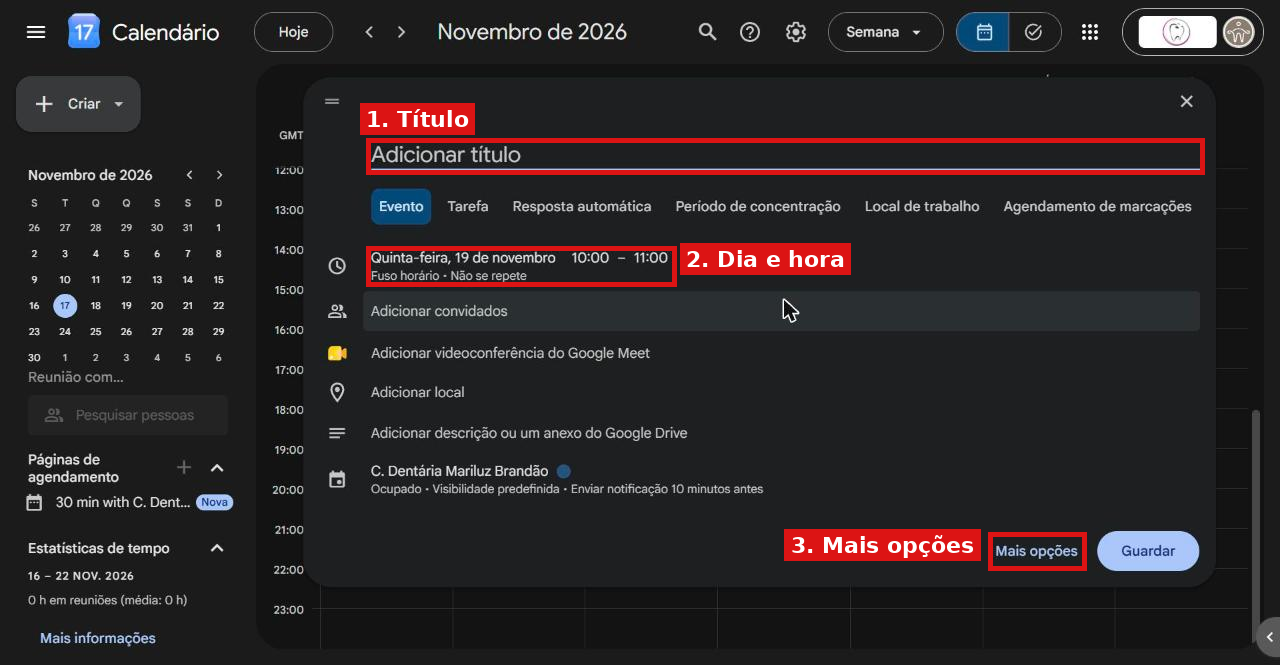 17 Calendário
Hoje
Novembro de 2026
Semana
Criar
1. Título
Adicionar título
Evento Tarefa Resposta automática Período de concentração Local de trabalho Agendamento de marcações
Quinta-feira, 19 de novembro 10:00 – 11:00
Fuso horário • Não se repete
2. Dia e hora
Adicionar convidados
Adicionar videoconferência do Google Meet
Adicionar local
Adicionar descrição ou um anexo do Google Drive
C. Dentária Mariluz Brandão
Ocupado • Visibilidade predefinida • Enviar notificação 10 minutos antes
3. Mais opções
Mais opções
Guardar
Novembro de 2026
S T Q Q S S D
26 27 28 29 30 31 1
2 3 4 5 6 7 8
9 10 11 12 13 14 15
16 17 18 19 20 21 22
23 24 25 26 27 28 29
30 1 2 3 4 5 6
Reunião com...
Pesquisar pessoas
Páginas de
agendamento
30 min with C. Dent... Nova
Estatísticas de tempo
16 – 22 NOV. 2026
0 h em reuniões (média: 0 h)
Mais informações
GMT
12:00
13:00
14:00
15:00
16:00
17:00
18:00
19:00
20:00
21:00
22:00
23:00